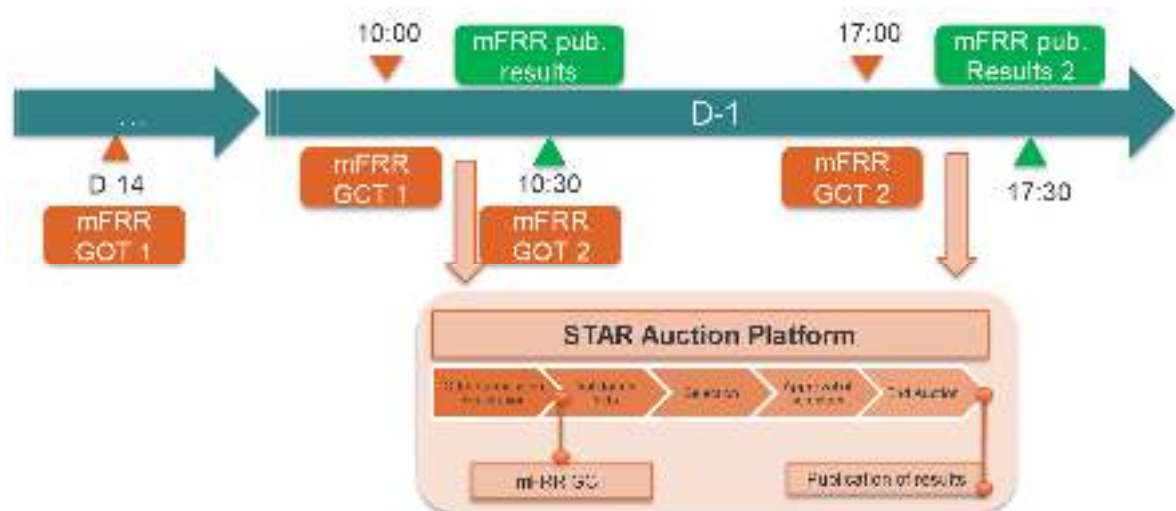 10:00
mFRR pub.
results
17:00
mFRR pub.
Results 2
...
D-1
D-14
mFRR
GOT 1
mFRR
GCT 1
10:30
mFRR
GOT 2
mFRR
GCT 2
17:30
STAR Auction Platform
Selection
End Auction
mFRR
Publication of results